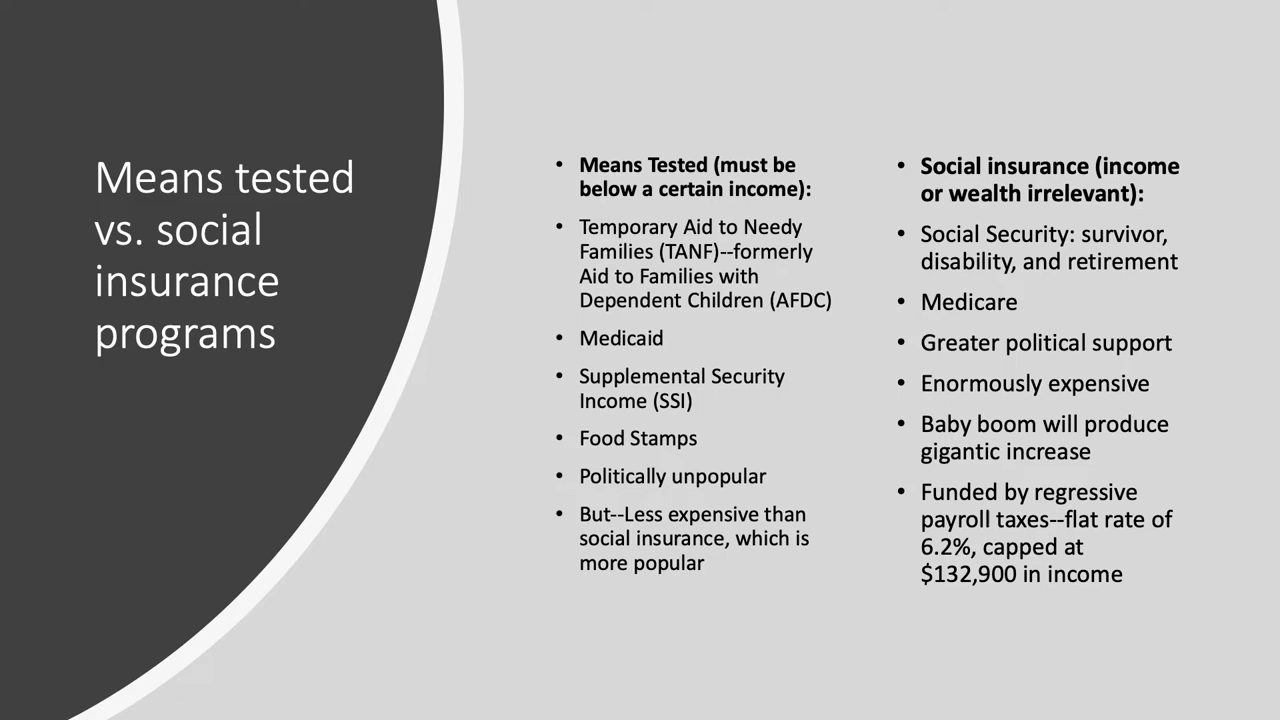 Means tested
vs. social
insurance
programs
• Means Tested (must be
below a certain income):
• Temporary Aid to Needy
Families (TANF)--formerly
Aid to Families with
Dependent Children (AFDC)
• Medicaid
• Supplemental Security
Income (SSI)
• Food Stamps
• Politically unpopular
• But--Less expensive than
social insurance, which is
more popular
• Social insurance (income
or wealth irrelevant):
• Social Security: survivor,
disability, and retirement
• Medicare
• Greater political support
• Enormously expensive
• Baby boom will produce
gigantic increase
• Funded by regressive
payroll taxes--flat rate of
6.2%, capped at
$132,900 in income